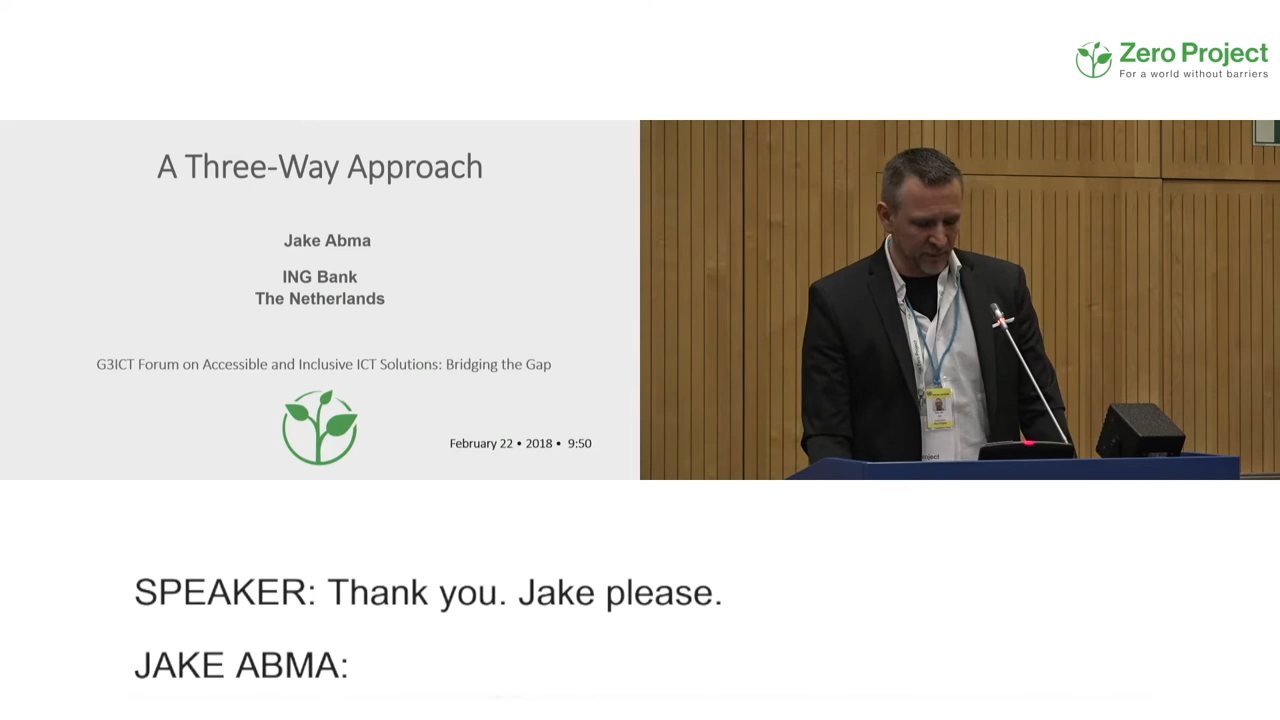 Zero Project
For a world without barriers
A Three-Way Approach
Jake Abma
ING Bank
The Netherlands
G3ICT Forum on Accessible and Inclusive ICT Solutions: Bridging the Gap
February 22 • 2018 • 9:50
SPEAKER: Thank you. Jake please.
JAKE ABMA: